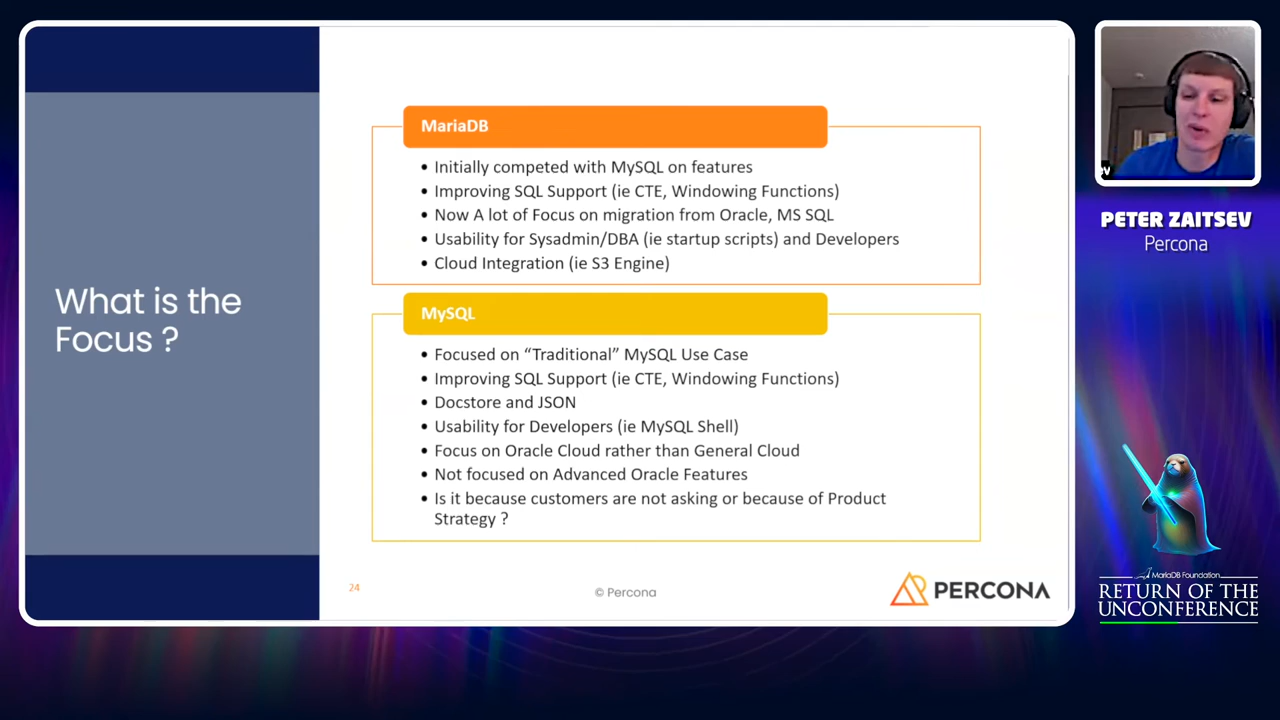 What is the
Focus ?
MariaDB
• Initially competed with MySQL on features
• Improving SQL Support (ie CTE, Windowing Functions)
• Now A lot of Focus on migration from Oracle, MS SQL
• Usability for Sysadmin/DBA (ie startup scripts) and Developers
• Cloud Integration (ie S3 Engine)
MySQL
• Focused on “Traditional” MySQL Use Case
• Improving SQL Support (ie CTE, Windowing Functions)
• Docstore and JSON
• Usability for Developers (ie MySQL Shell)
• Focus on Oracle Cloud rather than General Cloud
• Not focused on Advanced Oracle Features
• Is it because customers are not asking or because of Product
Strategy ?
24
© Percona
PERCONA
PETER ZAITSEV
Percona
MariaDB Foundation
RETURN OF THE
UNCONFERENCE